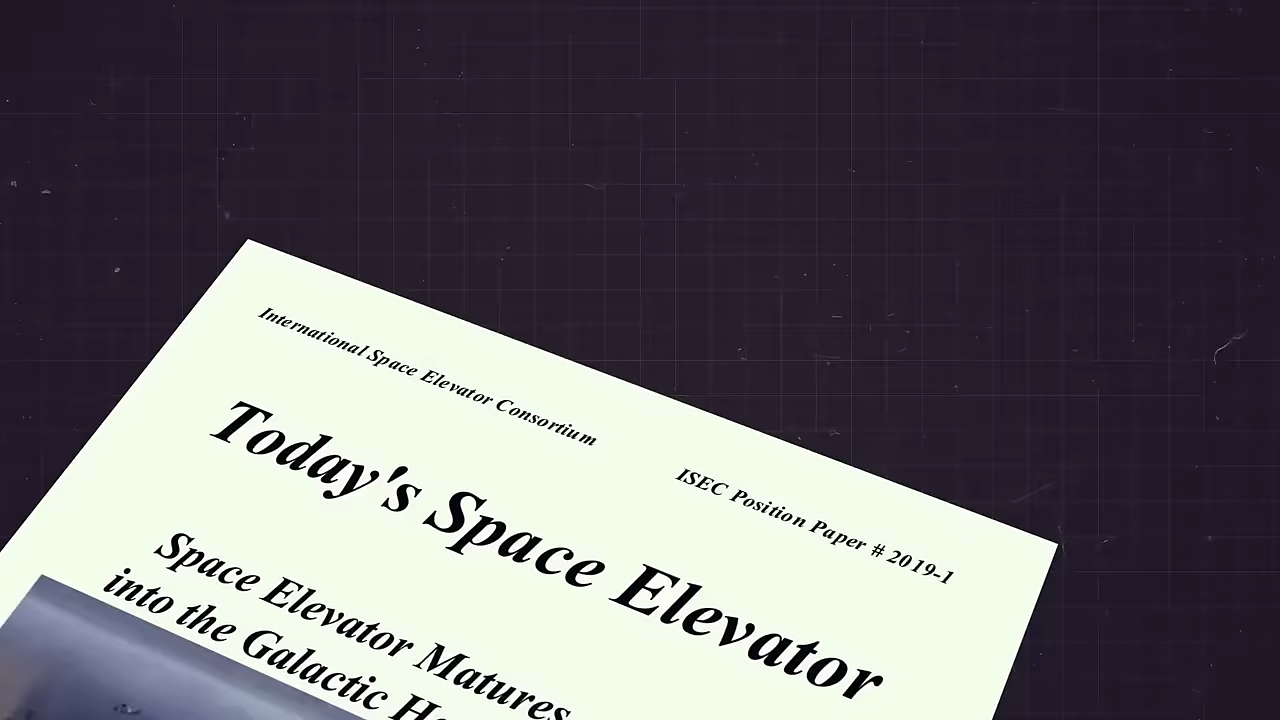 International Space Elevator Consortium
ISEC Position Paper # 2019-1
Today's Space Elevator
Space Elevator Matures
into the Galactic